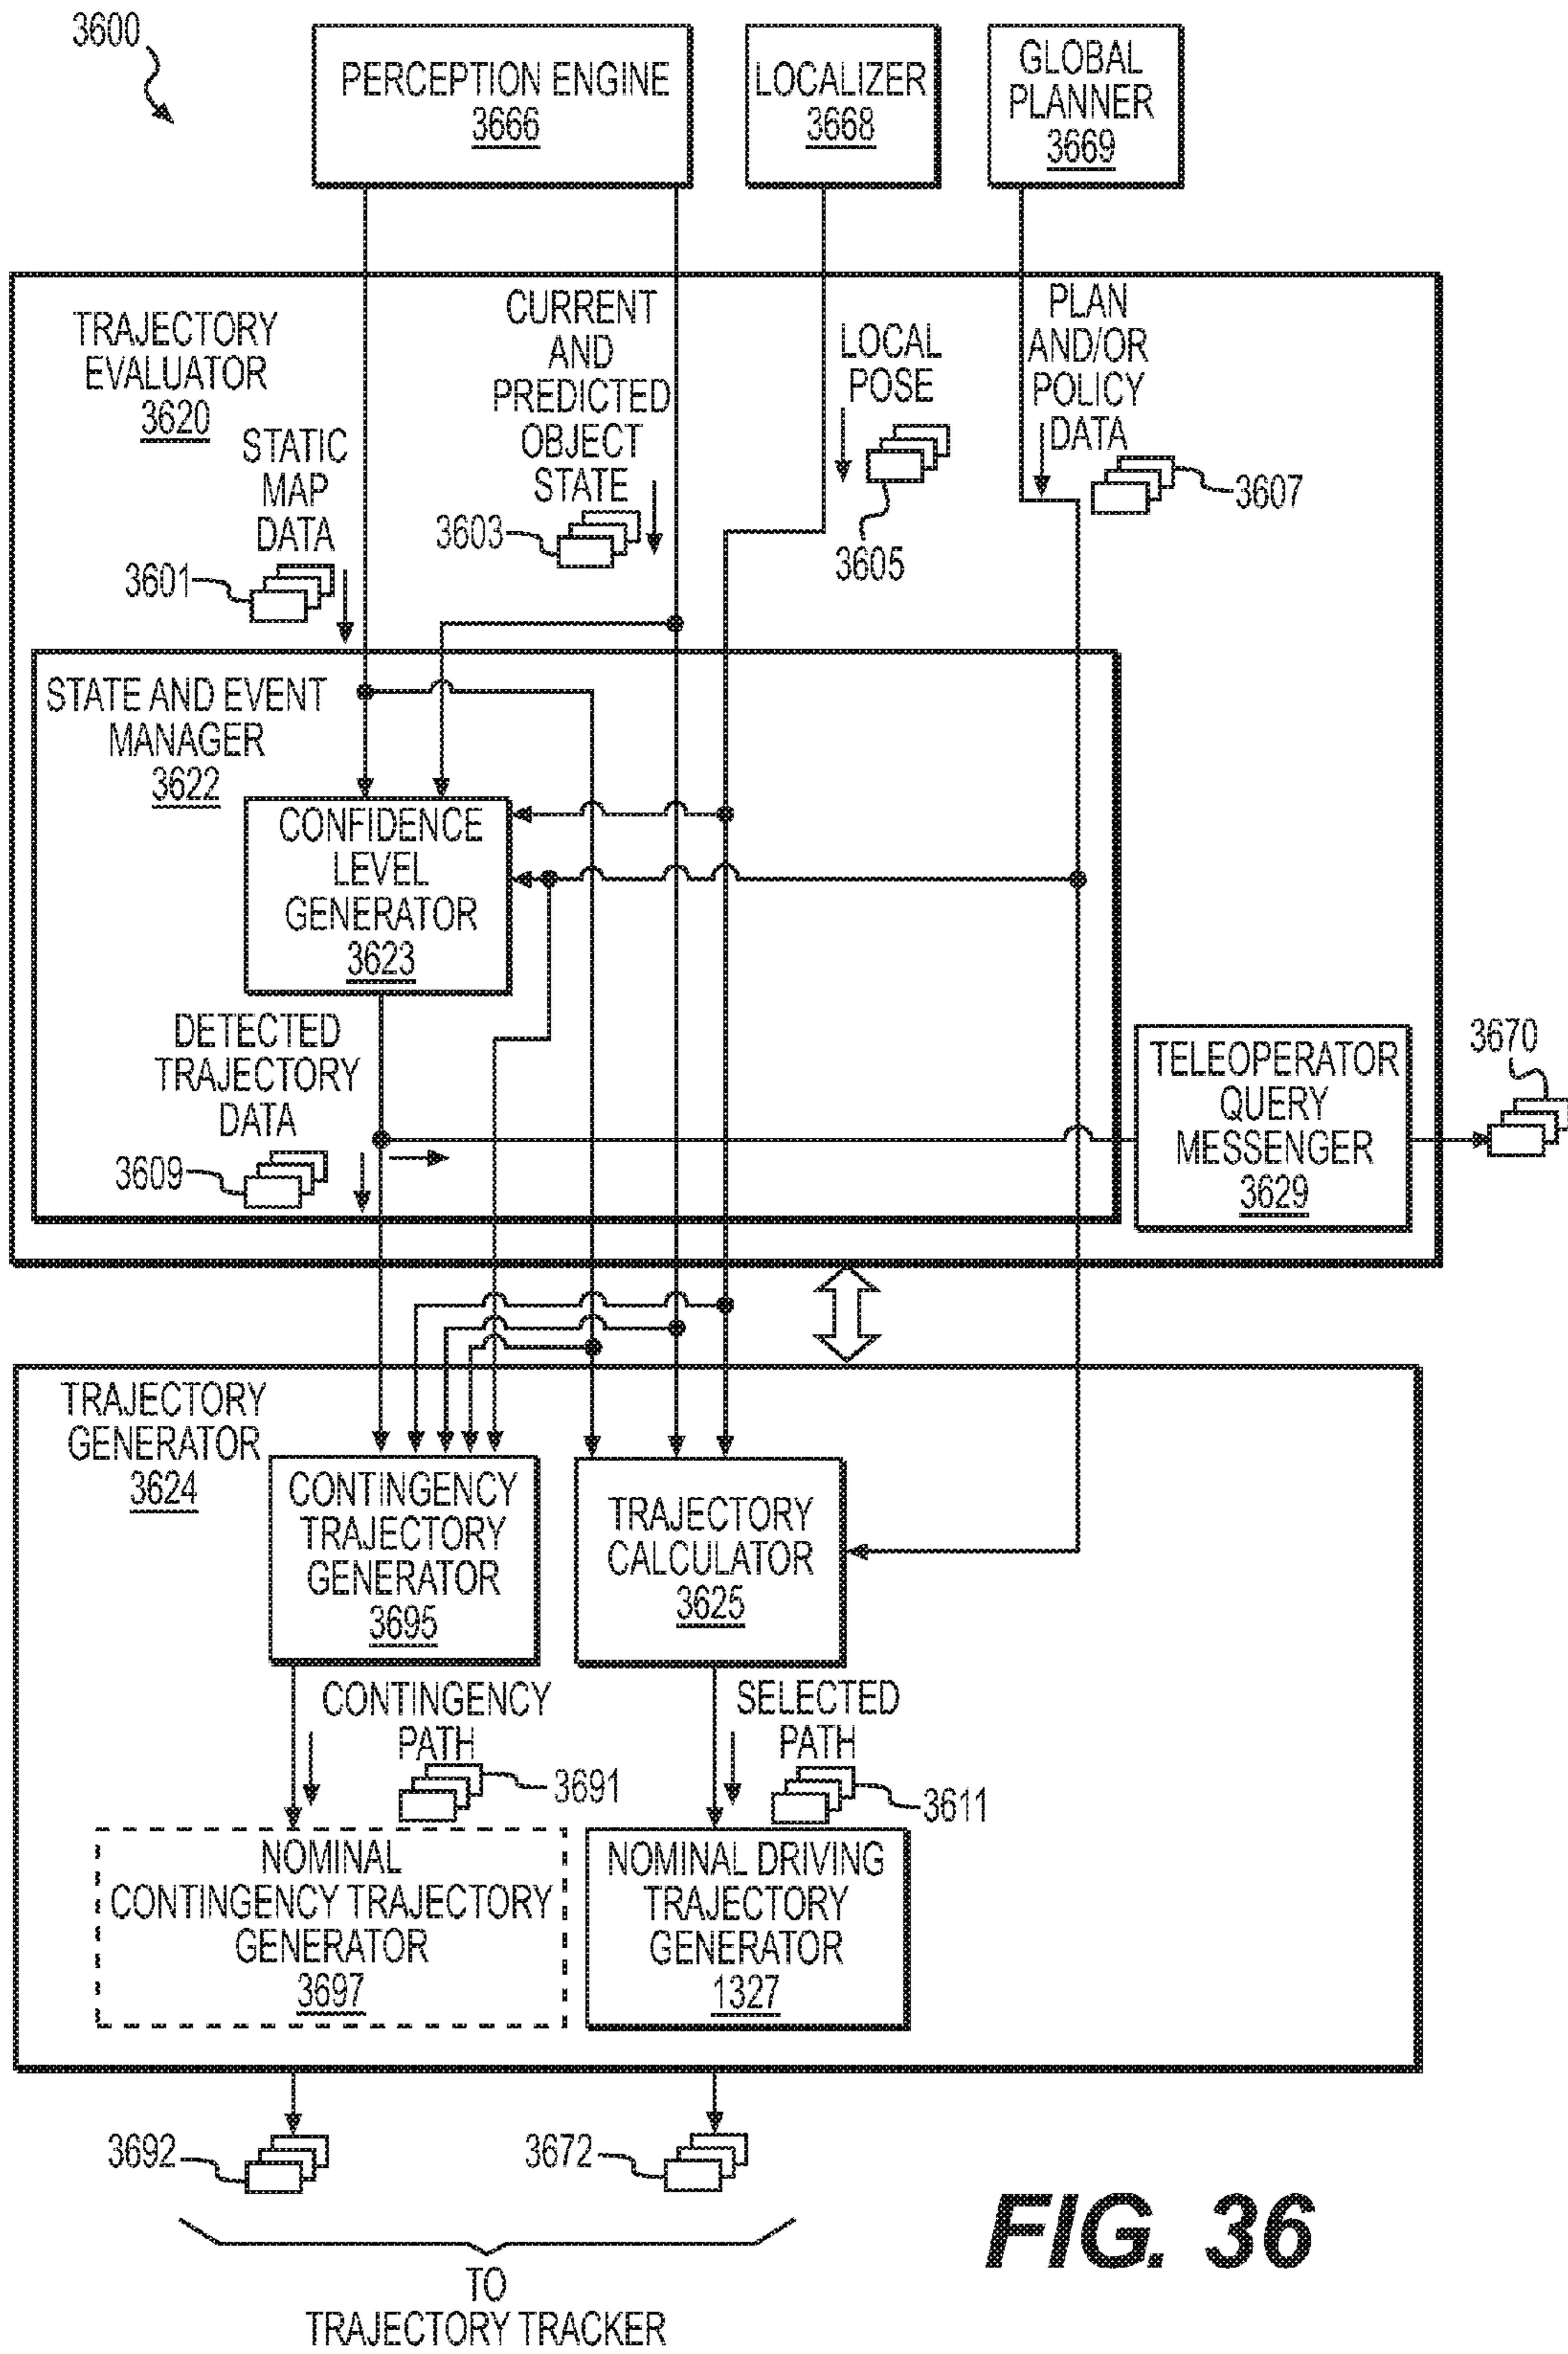 3600
PERCEPTION ENGINE
3666
LOCALIZER
3668
GLOBAL
PLANNER
3669
TRAJECTORY
EVALUATOR
3620
STATIC
MAP
DATA
3601
CURRENT
AND
PREDICTED
OBJECT
STATE
3603
LOCAL
POSE
3605
PLAN
AND/OR
POLICY
DATA
3607
STATE AND EVENT
MANAGER
3622
CONFIDENCE
LEVEL
GENERATOR
3623
DETECTED
TRAJECTORY
DATA
3609
TELEOPERATOR
QUERY
MESSENGER
3629
3670
TRAJECTORY
GENERATOR
3624
CONTINGENCY
TRAJECTORY
GENERATOR
3695
TRAJECTORY
CALCULATOR
3625
CONTINGENCY
PATH
3691
SELECTED
PATH
3611
NOMINAL
CONTINGENCY TRAJECTORY
GENERATOR
3697
NOMINAL DRIVING
TRAJECTORY
GENERATOR
1327
3692
3672
TO
TRAJECTORY TRACKER
FIG. 36